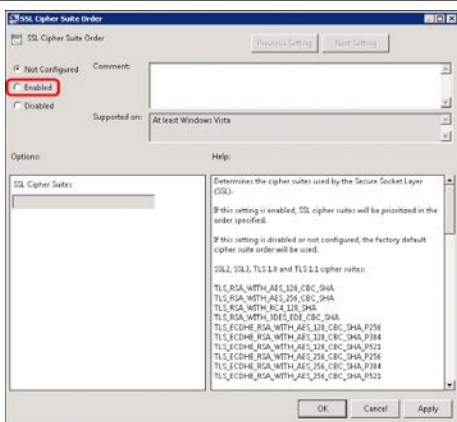 SSL Cipher Suite Order
SSL Cipher Suite Order
Previous Setting
Next Setting
Not Configured
Comment:
Enabled
Disabled
Supported on:
At least Windows Vista
Options:
Help:
SSL Cipher Suites
Determines the cipher suites used by the Secure Socket Layer
(SSL).
If this setting is enabled, SSL cipher suites will be prioritized in the
order specified.
If this setting is disabled or not configured, the factory default
cipher suite order will be used.
SSL2, SSL3, TLS 1.0 and TLS 1.1 cipher suites:
TLS_RSA_WITH_AES_128_CBC_SHA
TLS_RSA_WITH_AES_256_CBC_SHA
TLS_RSA_WITH_RC4_128_SHA
TLS_RSA_WITH_3DES_EDE_CBC_SHA
TLS_ECDHE_RSA_WITH_AES_128_CBC_SHA_P256
TLS_ECDHE_RSA_WITH_AES_128_CBC_SHA_P384
TLS_ECDHE_RSA_WITH_AES_128_CBC_SHA_P521
TLS_ECDHE_RSA_WITH_AES_256_CBC_SHA_P256
TLS_ECDHE_RSA_WITH_AES_256_CBC_SHA_P384
TLS_ECDHE_RSA_WITH_AES_256_CBC_SHA_P521
OK
Cancel
Apply